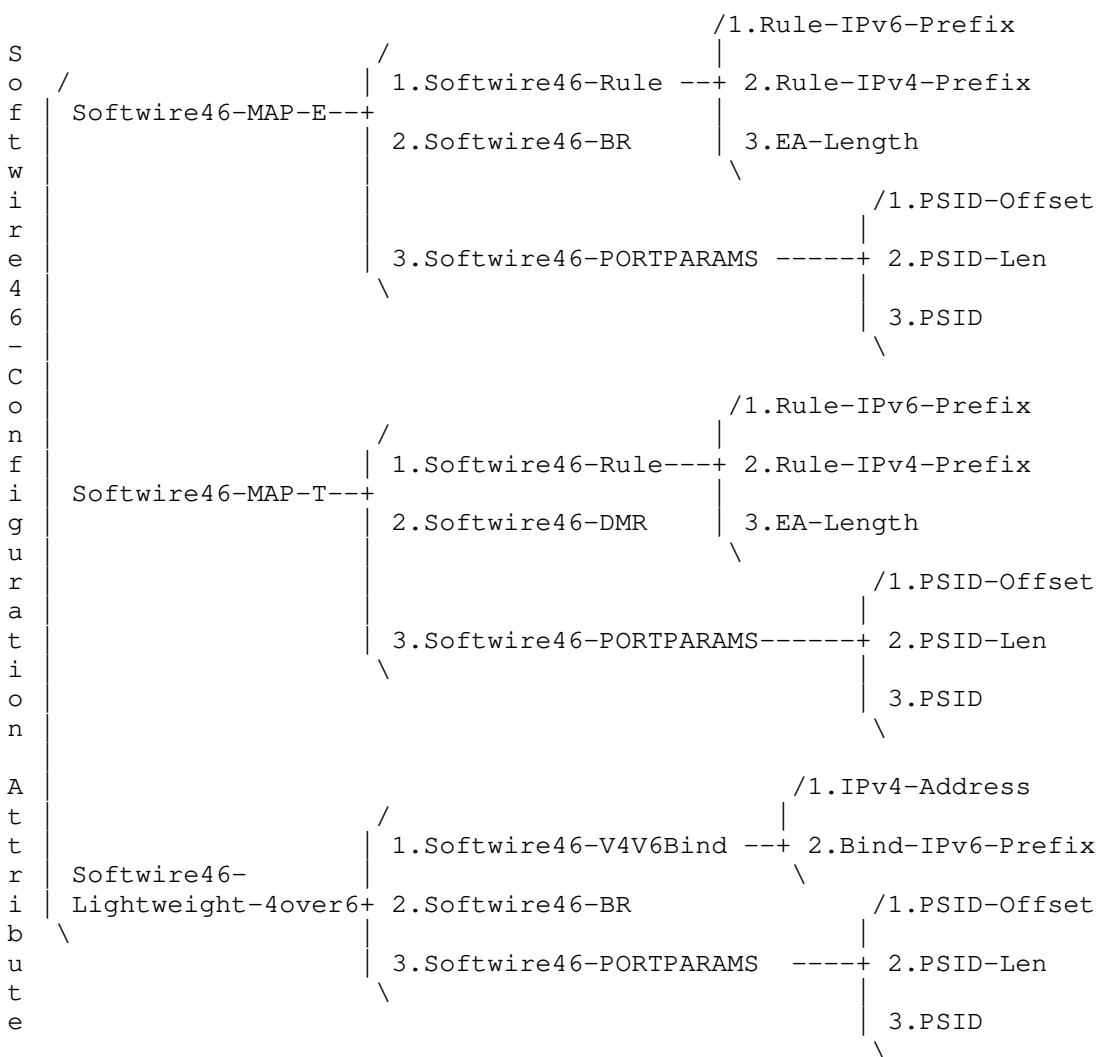 /1.Rule-IPv6-Prefix
S                           /                        |
o   /                      | 1.Softwire46-Rule --+ 2.Rule-IPv4-Prefix
f  | Softwire46-MAP-E--+                         |
t  |                       | 2.Softwire46-BR      | 3.EA-Length
w  |                       |                       \
i  |                       |                                 /1.PSID-Offset
r  |                       |                                |
e  |                       | 3.Softwire46-PORTPARAMS -----+ 2.PSID-Len
4  |                        \                               |
6  |                                                        | 3.PSID
-  |                                                         \
C  |
o  |                                                 /1.Rule-IPv6-Prefix
n  |                        /                        |
f  |                       | 1.Softwire46-Rule---+ 2.Rule-IPv4-Prefix
i  | Softwire46-MAP-T--+                         |
g  |                       | 2.Softwire46-DMR     | 3.EA-Length
u  |                       |                       \
r  |                       |                                 /1.PSID-Offset
a  |                       |                                |
t  |                       | 3.Softwire46-PORTPARAMS------+ 2.PSID-Len
i  |                        \                               |
o  |                                                        | 3.PSID
n  |                                                         \
   |
A  |                                                    /1.IPv4-Address
t  |                        /                          |
t  |                       | 1.Softwire46-V4V6Bind --+ 2.Bind-IPv6-Prefix
r  | Softwire46-           |                            \
i  | Lightweight-4over6+ 2.Softwire46-BR                 /1.PSID-Offset
b   \                      |                                |
u                          | 3.Softwire46-PORTPARAMS  ----+ 2.PSID-Len
t                           \                               |
e                                                           | 3.PSID
                                                             \